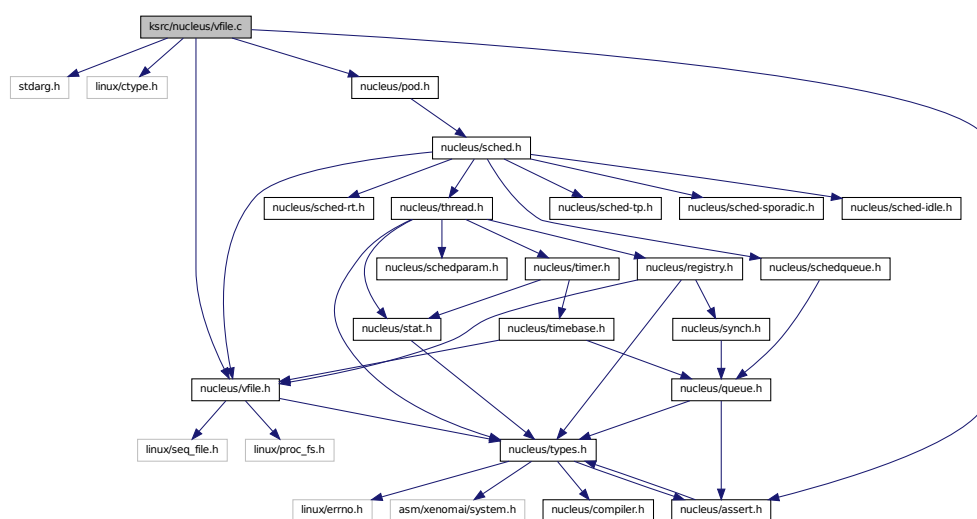 ksrc/nucleus/vfile.c
stdarg.h
linux/ctype.h
nucleus/pod.h
nucleus/sched.h
nucleus/sched-rt.h
nucleus/thread.h
nucleus/sched-tp.h
nucleus/sched-sporadic.h
nucleus/sched-idle.h
nucleus/schedparam.h
nucleus/timer.h
nucleus/registry.h
nucleus/schedqueue.h
nucleus/stat.h
nucleus/timebase.h
nucleus/synch.h
nucleus/vfile.h
nucleus/queue.h
linux/seq_file.h
linux/proc_fs.h
nucleus/types.h
linux/errno.h
asm/xenomai/system.h
nucleus/compiler.h
nucleus/assert.h